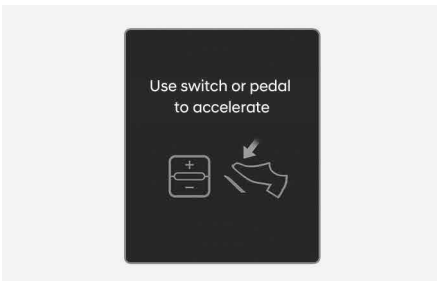 Use switch or pedal
to accelerate
+
−